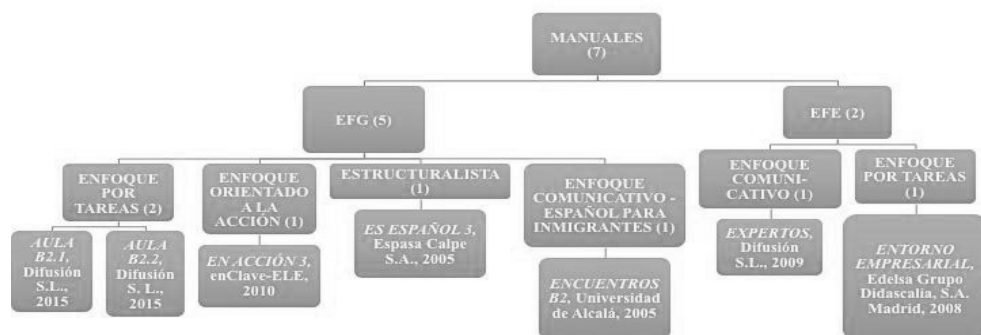 MANUALES
(7)
EFG (5)
EFE (2)
ENFOQUE
POR
TAREAS (2)
ENFOQUE
ORIENTADO
A LA
ACCIÓN (1)
ESTRUCTURALISTA
(1)
ENFOQUE
COMUNICATIVO -
ESPAÑOL PARA
INMIGRANTES (1)
ENFOQUE
COMUNI-
CATIVO (1)
ENFOQUE
POR TAREAS
(1)
AULA
B2.1,
Difusión
S.L.,
2015
AULA
B2.2,
Difusión
S. L.,
2015
EN ACCIÓN 3,
enClave-ELE,
2010
ES ESPAÑOL 3,
Espasa Calpe
S.A., 2005
ENCUENTROS
B2, Universidad
de Alcalá, 2005
EXPERTOS,
Difusión
S.L., 2009
ENTORNO
EMPRESARIAL,
Edelsa Grupo
Didascalia, S.A.
Madrid, 2008